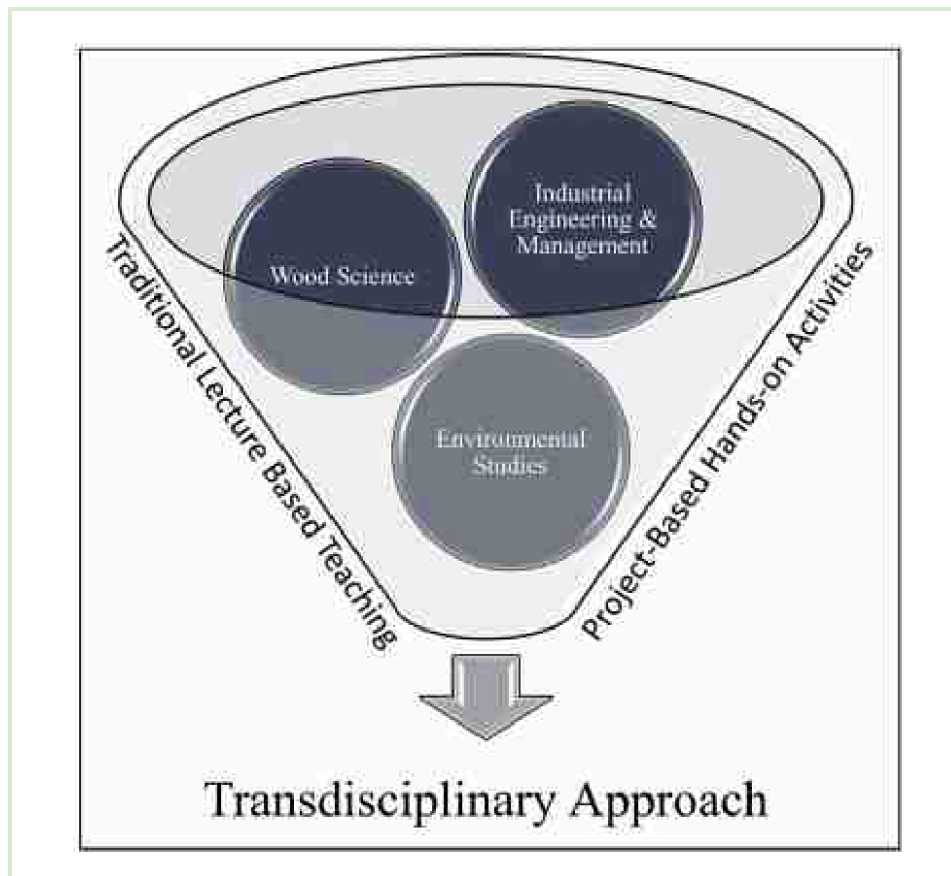 Industrial
Engineering &
Management
Wood Science
Environmental
Studies
Traditional Lecture Based Teaching
Project-Based Hands-on Activities
Transdisciplinary Approach